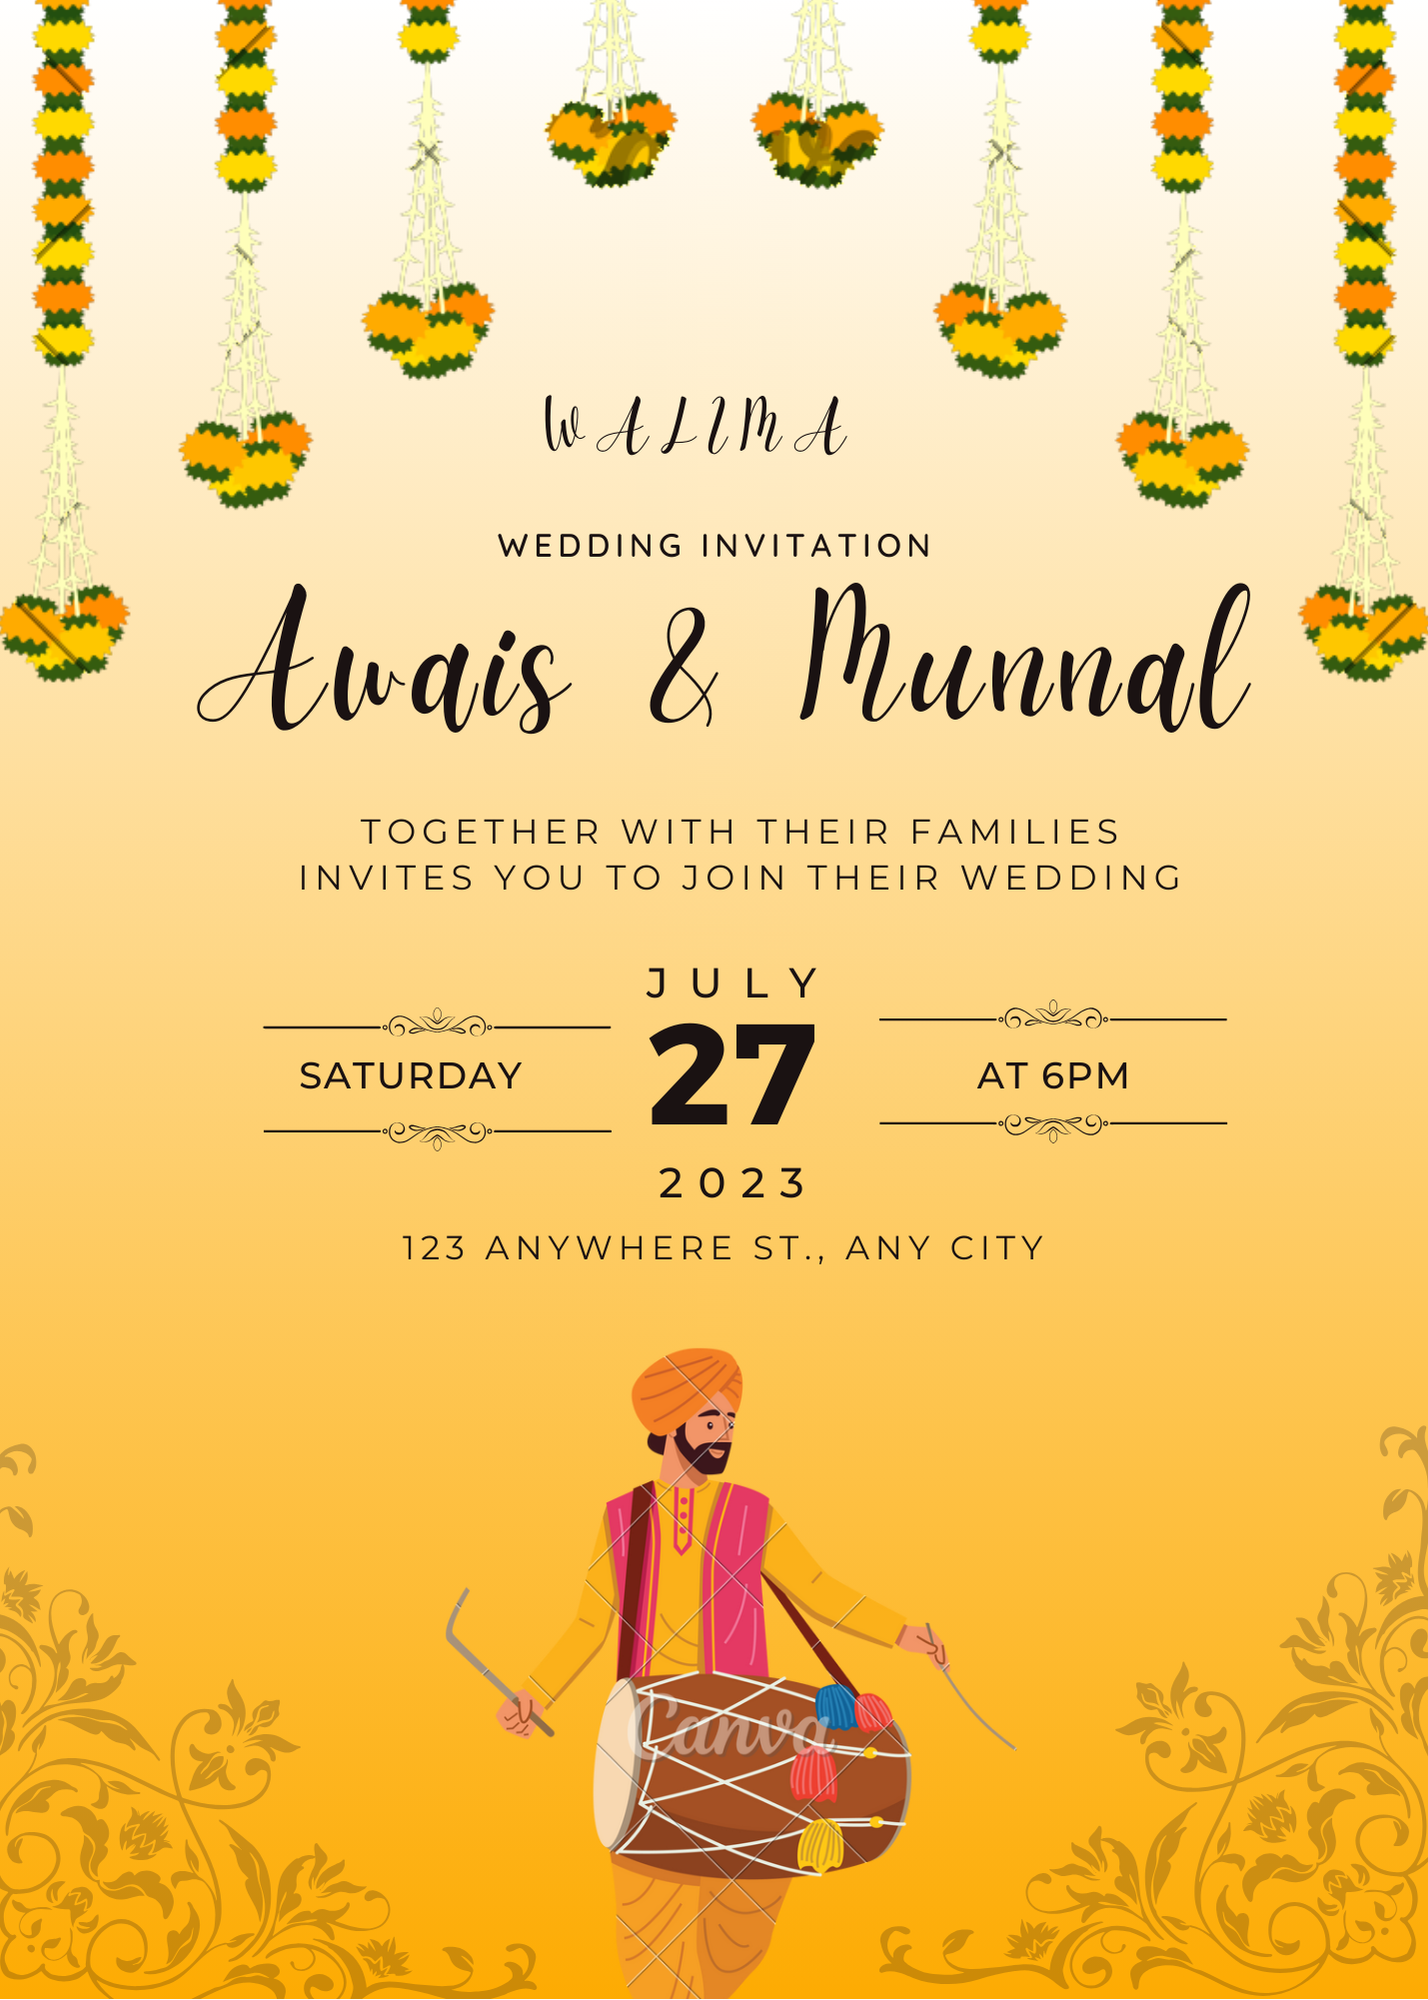 WALIMA
WEDDING INVITATION
Awais & Munnal
TOGETHER WITH THEIR FAMILIES
INVITES YOU TO JOIN THEIR WEDDING
JULY
SATURDAY 27 AT 6PM
2023
123 ANYWHERE ST., ANY CITY
Canva